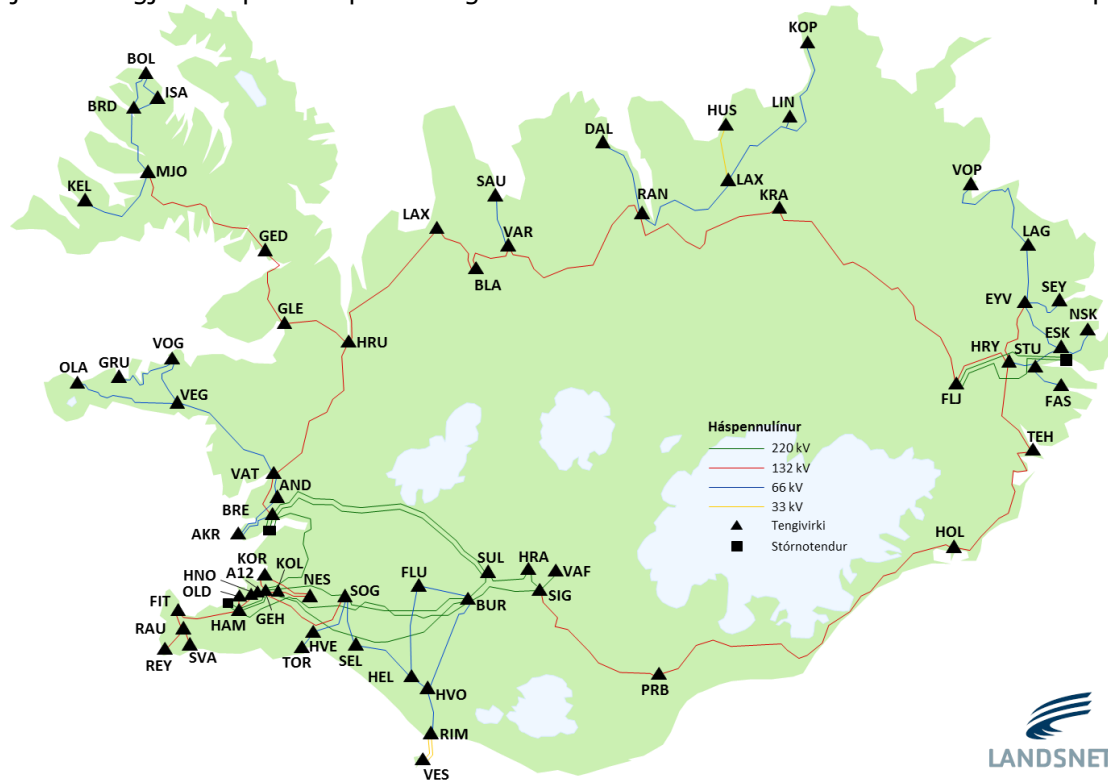 KOP
BOL
ISA
BRD
HUS
LIN
DAL
MJO
KEL
SAU
LAX
VOP
RAN
KRA
LAX
VAR
LAG
GED
BLA
EYV
SEY
NSK
GLE
ESK
HRU
HRY
STU
VOG
GRU
OLA
VEG
FLJ
FAS
Háspennulínur
220 kV
132 kV
66 kV
33 kV
Tengivirki
Stórnotendur
TEH
VAT
AND
BRE
AKR
HOL
SUL
HRA
VAF
KOR
KOL
A12
HNO
OLD
NES
SOG
FLU
BUR
SIG
FIT
HAM
GEH
RAU
REY
SVA
TOR
HVE
SEL
HEL
HVO
PRB
RIM
VES
LANDSNET